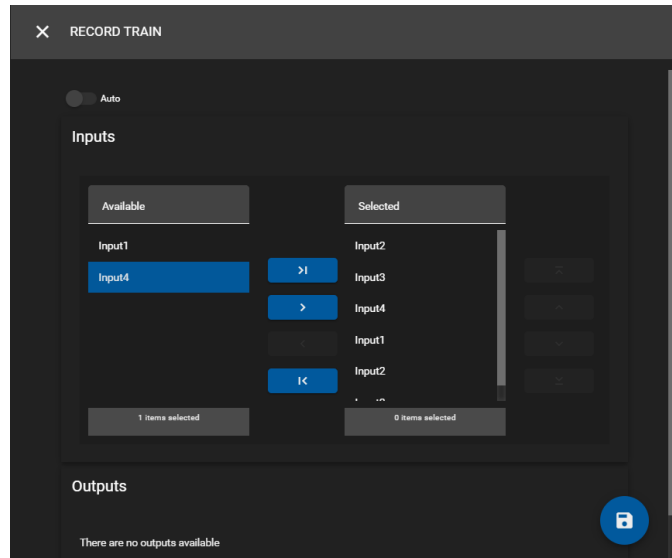 RECORD TRAIN
Auto
Inputs
Available
Selected
Input1
Input4
Input2
Input3
Input4
Input1
Input2
1 items selected
0 items selected
Outputs
There are no outputs available